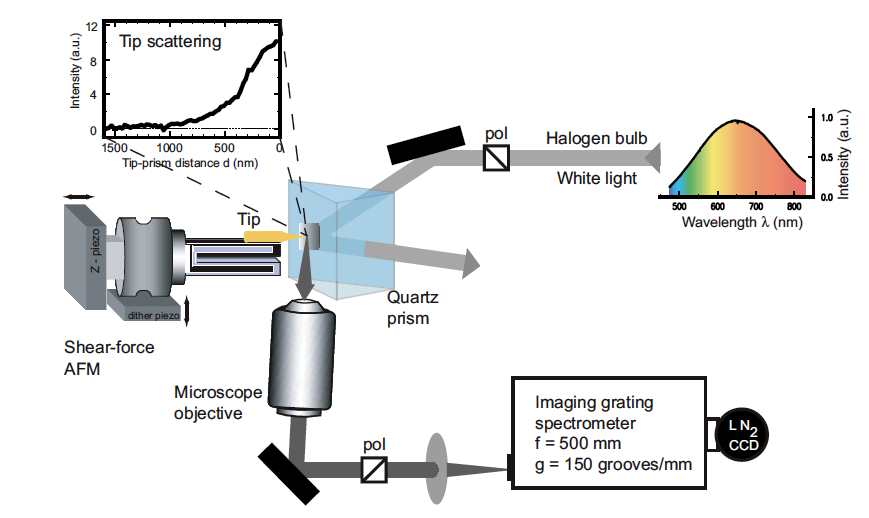 Tip scattering
Intensity (a.u.)
12
8
4
0
1500
1000
500
0
Tip-prism distance d (nm)
pol
Halogen bulb
White light
1.0
0.5
0.0
Intensity (a.u.)
500
600
700
800
Wavelength λ (nm)
Tip
Z - piezo
dither piezo
Quartz
prism
Shear-force
AFM
Microscope
objective
pol
Imaging grating
spectrometer
f = 500 mm
g = 150 grooves/mm
L N2
CCD